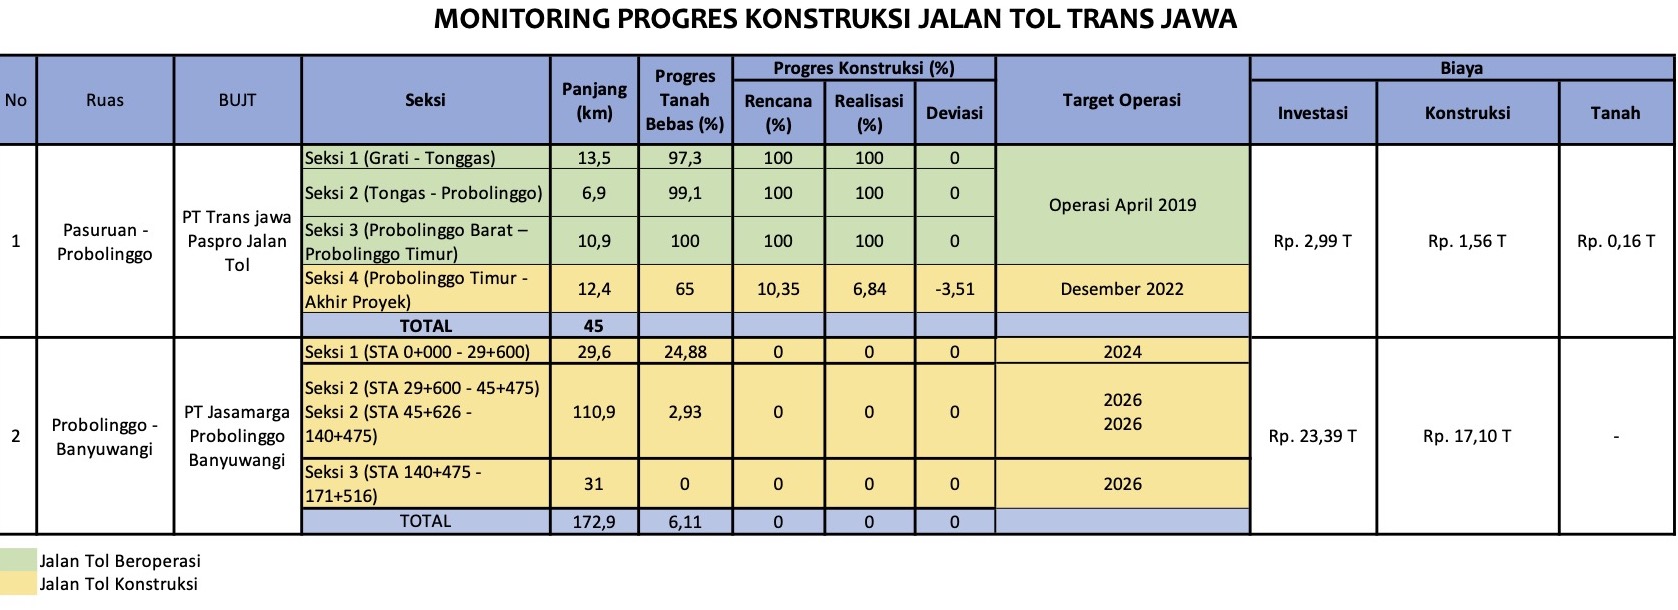 MONITORING PROGRES KONSTRUKSI JALAN TOL TRANS JAWA
No
Ruas
BUJT
Seksi
Panjang
(km)
Progres
Tanah
Bebas (%)
Progres Konstruksi (%)
Rencana
(%)
Realisasi
(%)
Deviasi
Target Operasi
Biaya
Investasi
Konstruksi
Tanah
1
Pasuruan -
Probolinggo
PT Trans jawa
Paspro Jalan
Tol
Seksi 1 (Grati - Tonggas)
13,5
97,3
100
100
0
Seksi 2 (Tongas - Probolinggo)
6,9
99,1
100
100
0
Seksi 3 (Probolinggo Barat –
Probolinggo Timur)
10,9
100
100
100
0
Operasi April 2019
Seksi 4 (Probolinggo Timur -
Akhir Proyek)
12,4
65
10,35
6,84
-3,51
Desember 2022
TOTAL
45
Rp. 2,99 T
Rp. 1,56 T
Rp. 0,16 T
2
Probolinggo -
Banyuwangi
PT Jasamarga
Probolinggo
Banyuwangi
Seksi 1 (STA 0+000 - 29+600)
29,6
24,88
0
0
0
2024
Seksi 2 (STA 29+600 - 45+475)
Seksi 2 (STA 45+626 -
140+475)
110,9
2,93
0
0
0
2026
2026
Seksi 3 (STA 140+475 -
171+516)
31
0
0
0
0
2026
TOTAL
172,9
6,11
0
0
0
Rp. 23,39 T
Rp. 17,10 T
-
Jalan Tol Beroperasi
Jalan Tol Konstruksi